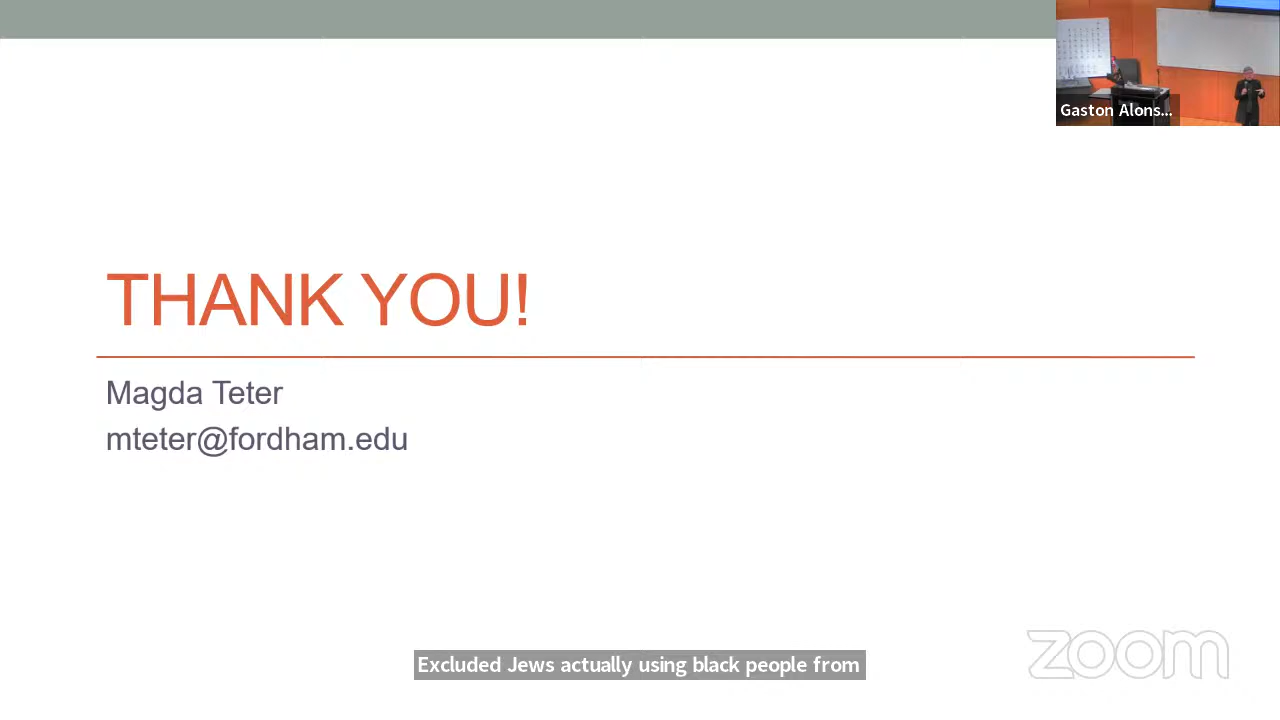 Gaston Alons...
THANK YOU!
Magda Teter
mteter@fordham.edu
Excluded Jews actually using black people from
zoom